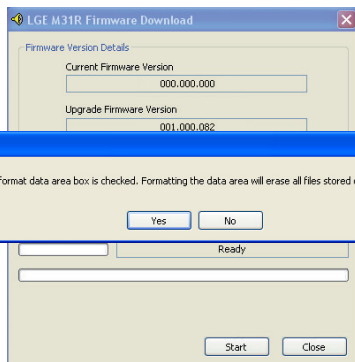 LGE M31R Firmware Download
Firmware Version Details
Current Firmware Version
000.000.000
Upgrade Firmware Version
001.000.082
format data area box is checked. Formatting the data area will erase all files stored
Yes
No
Ready
Start
Close